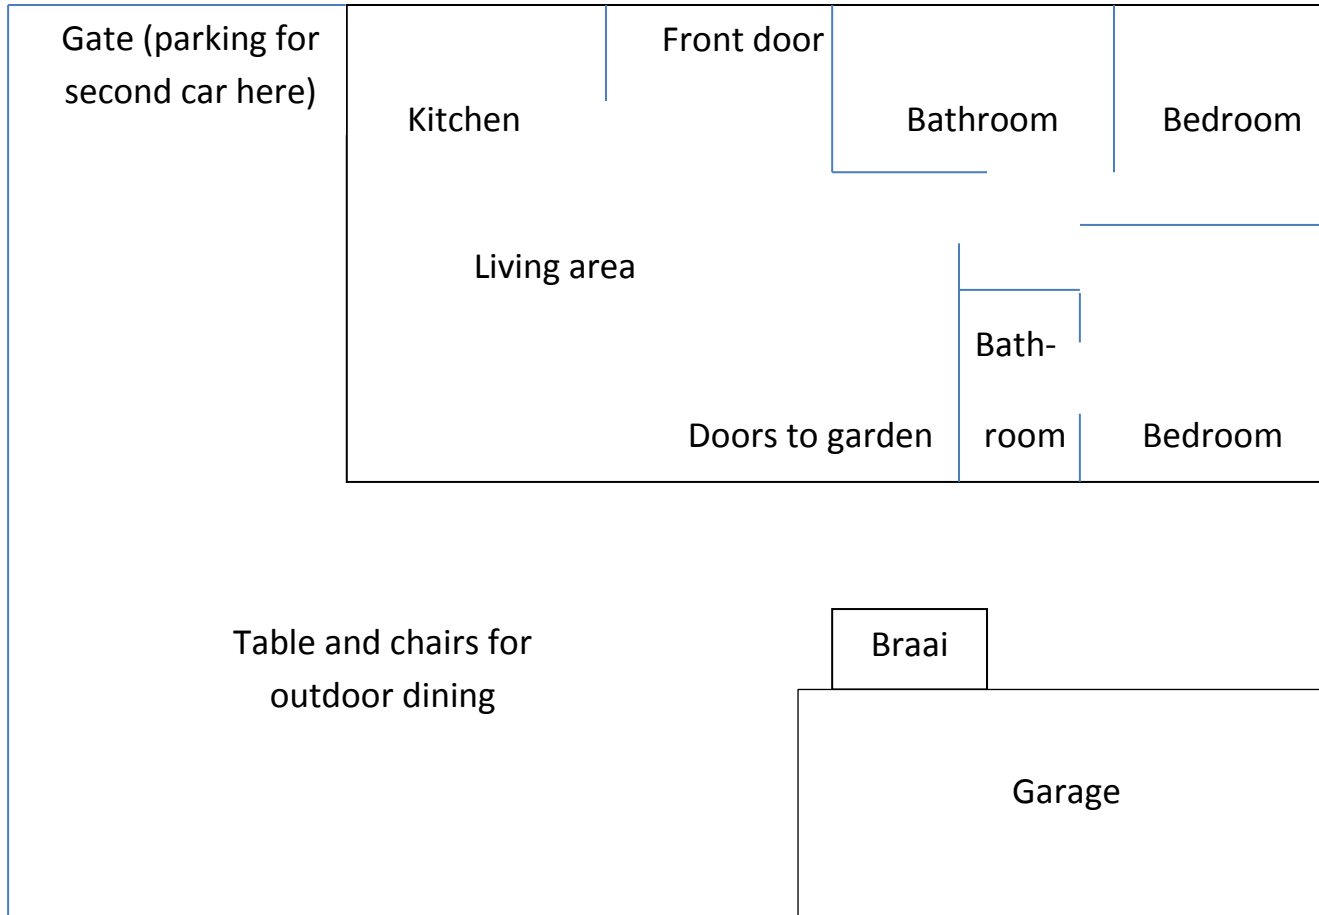 Gate (parking for
second car here)
Front door
Kitchen
Bathroom
Bedroom
Living area
Bath-
room
Doors to garden
Bedroom
Table and chairs for
outdoor dining
Braai
Garage